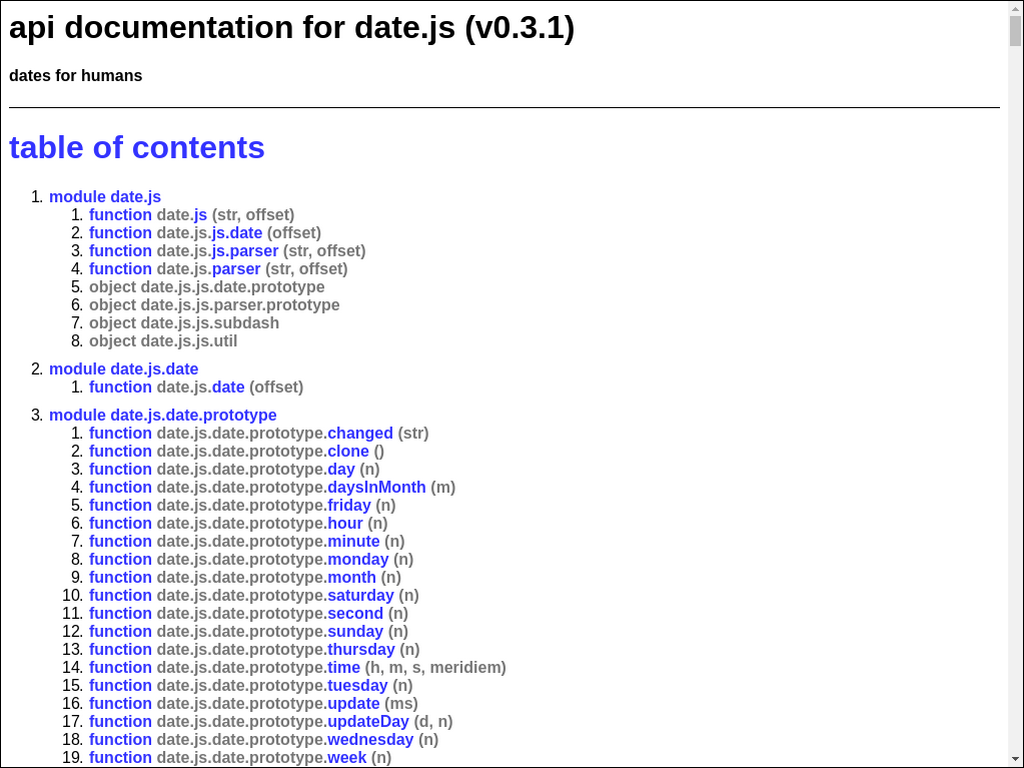 api documentation for date.js (v0.3.1)
dates for humans
table of contents
1. module date.js
1. function date.js (str, offset)
2. function date.js.js.date (offset)
3. function date.js.js.parser (str, offset)
4. function date.js.parser (str, offset)
5. object date.js.js.date.prototype
6. object date.js.js.parser.prototype
7. object date.js.js.subdash
8. object date.js.js.util
2. module date.js.date
1. function date.js.date (offset)
3. module date.js.date.prototype
1. function date.js.date.prototype.changed (str)
2. function date.js.date.prototype.clone ()
3. function date.js.date.prototype.day (n)
4. function date.js.date.prototype.daysInMonth (m)
5. function date.js.date.prototype.friday (n)
6. function date.js.date.prototype.hour (n)
7. function date.js.date.prototype.minute (n)
8. function date.js.date.prototype.monday (n)
9. function date.js.date.prototype.month (n)
10. function date.js.date.prototype.saturday (n)
11. function date.js.date.prototype.second (n)
12. function date.js.date.prototype.sunday (n)
13. function date.js.date.prototype.thursday (n)
14. function date.js.date.prototype.time (h, m, s, meridiem)
15. function date.js.date.prototype.tuesday (n)
16. function date.js.date.prototype.update (ms)
17. function date.js.date.prototype.updateDay (d, n)
18. function date.js.date.prototype.wednesday (n)
19. function date.js.date.prototype.week (n)